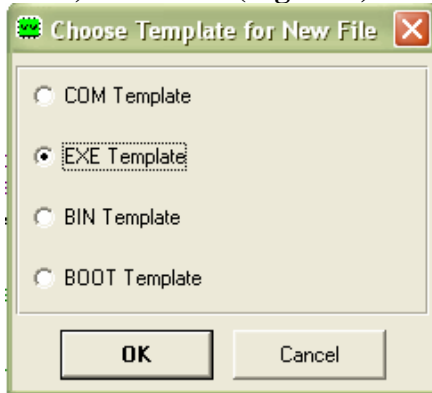 Choose Template for New File
COM Template
EXE Template
BIN Template
BOOT Template
OK Cancel